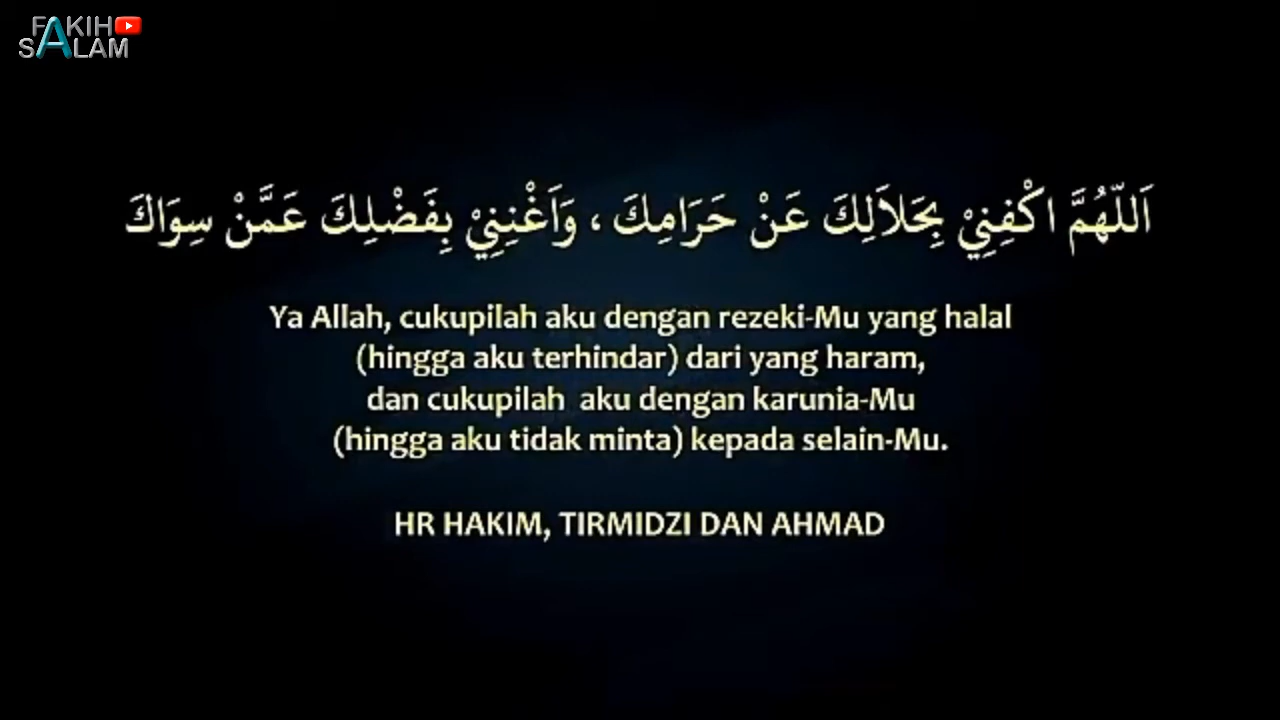 FAKIH
SALAM
اَللّٰهُمَّ اكْفِنِيْ بِحَلاَلِكَ عَنْ حَرَامِكَ ، وَاَغْنِنِيْ بِفَضْلِكَ عَمَّنْ سِوَاكَ
Ya Allah, cukupilah aku dengan rezeki-Mu yang halal
(hingga aku terhindar) dari yang haram,
dan cukupilah aku dengan karunia-Mu
(hingga aku tidak minta) kepada selain-Mu.
HR HAKIM, TIRMIDZI DAN AHMAD